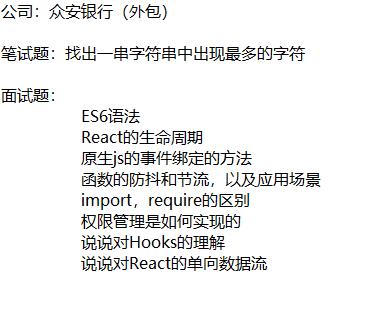 公司：众安银行（外包）
笔试题：找出一串字符串中出现最多的字符
面试题：
ES6语法
React的生命周期
原生js的事件绑定的方法
函数的防抖和节流，以及应用场景
import，require的区别
权限管理是如何实现的
说说对Hooks的理解
说说对React的单向数据流